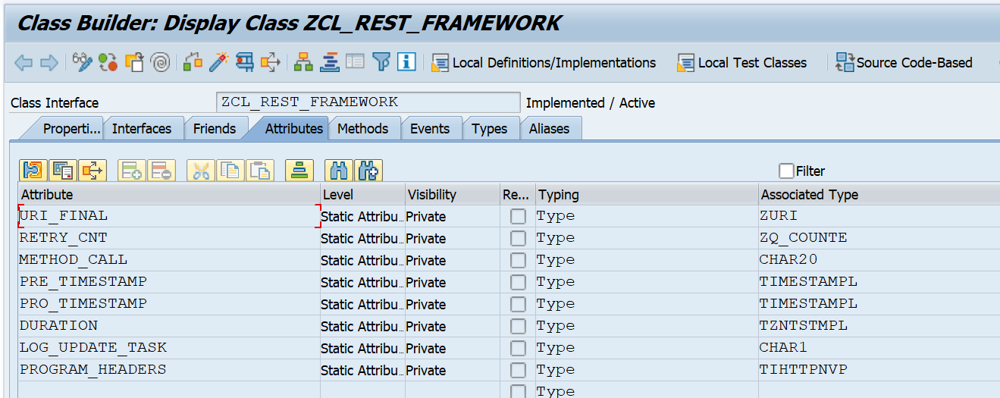 Class Builder: Display Class ZCL_REST_FRAMEWORK
Local Definitions/Implementations Local Test Classes Source Code-Based
Class Interface ZCL_REST_FRAMEWORK Implemented / Active
Properti... Interfaces Friends Attributes Methods Events Types Aliases
Filter
Attribute Level Visibility Re... Typing Associated Type
URI_FINAL Static Attribu... Private Type ZURI
RETRY_CNT Static Attribu... Private Type ZQ_COUNTE
METHOD_CALL Static Attribu... Private Type CHAR20
PRE_TIMESTAMP Static Attribu... Private Type TIMESTAMPL
PRO_TIMESTAMP Static Attribu... Private Type TIMESTAMPL
DURATION Static Attribu... Private Type TZNTSTMPL
LOG_UPDATE_TASK Static Attribu... Private Type CHAR1
PROGRAM_HEADERS Static Attribu... Private Type TIHTTPNVP
Type